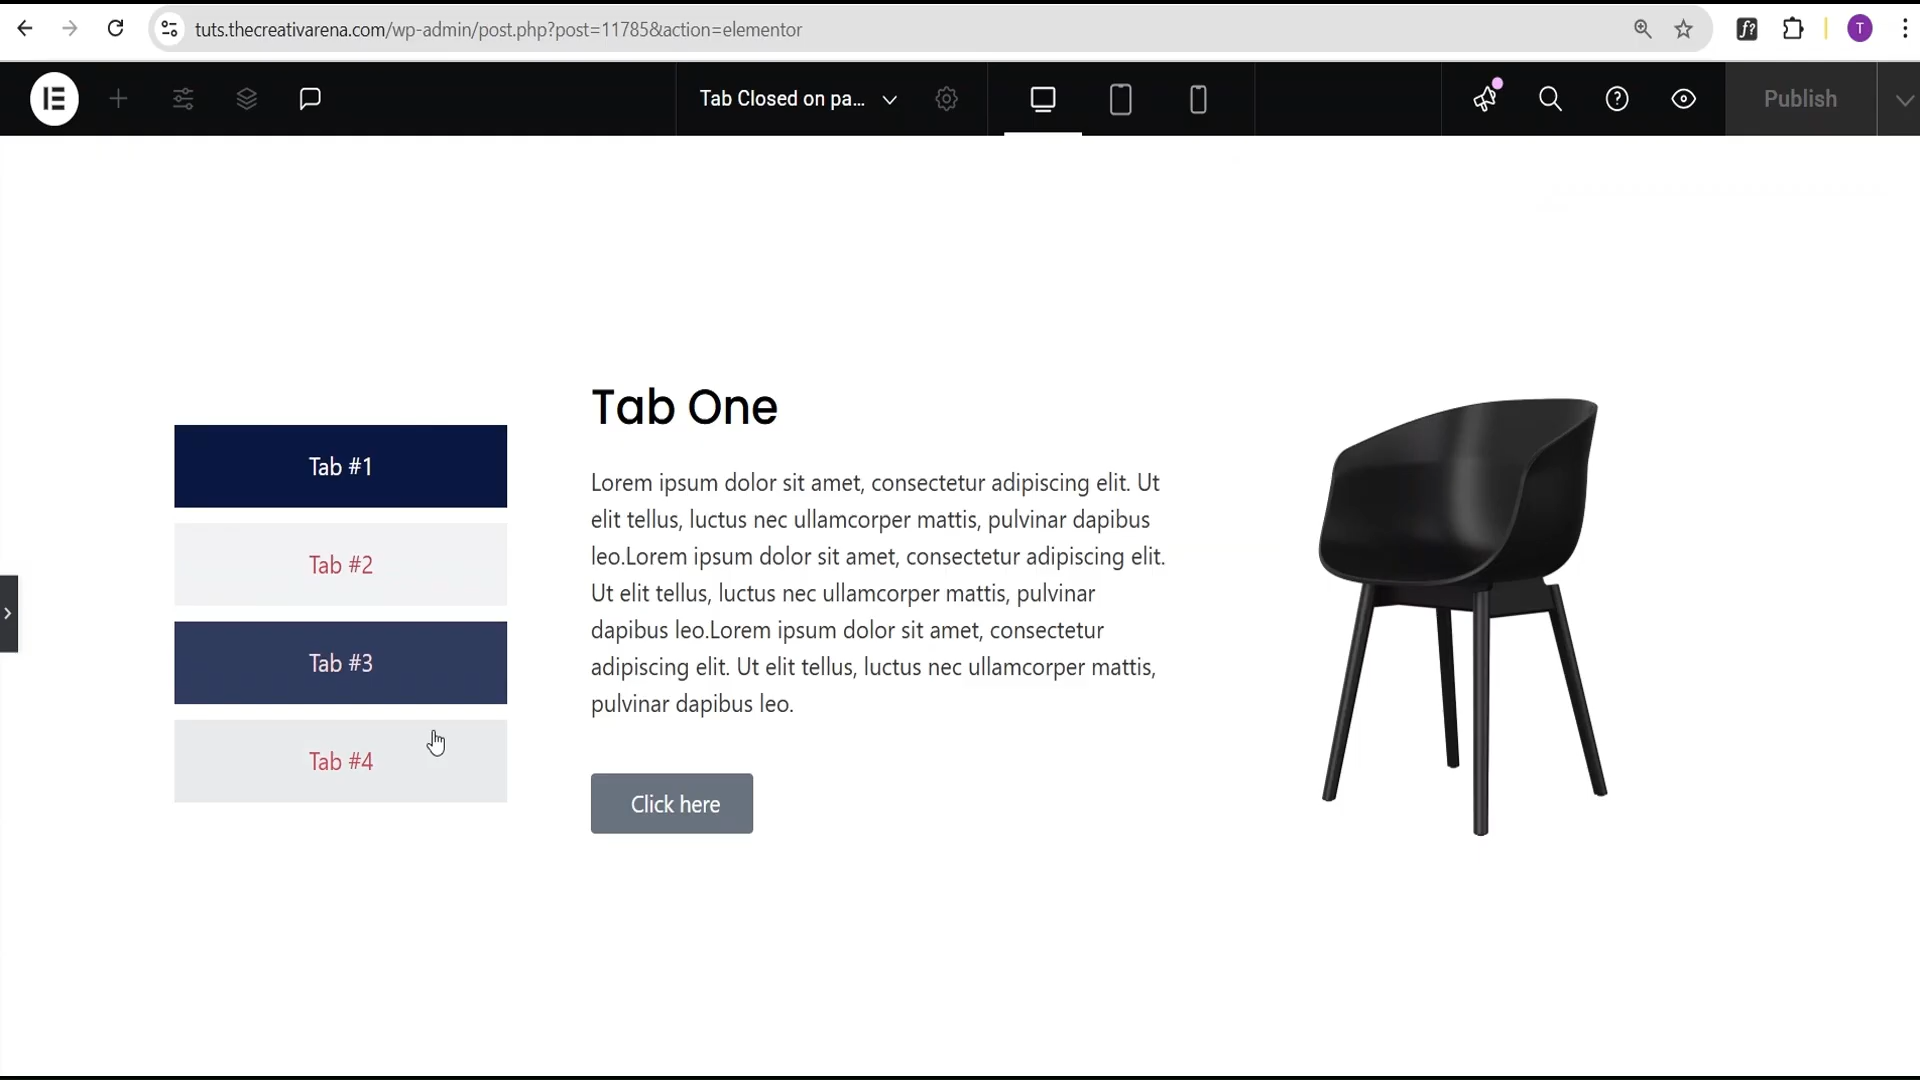 tuts.thecreativarena.com/wp-admin/post.php?post=11785&action=elementor
T
Tab Closed on pa...
Publish
Tab One
Tab #1
Tab #2
Tab #3
Tab #4
Lorem ipsum dolor sit amet, consectetur adipiscing elit. Ut
elit tellus, luctus nec ullamcorper mattis, pulvinar dapibus
leo.Lorem ipsum dolor sit amet, consectetur adipiscing elit.
Ut elit tellus, luctus nec ullamcorper mattis, pulvinar
dapibus leo.Lorem ipsum dolor sit amet, consectetur
adipiscing elit. Ut elit tellus, luctus nec ullamcorper mattis,
pulvinar dapibus leo.
Click here